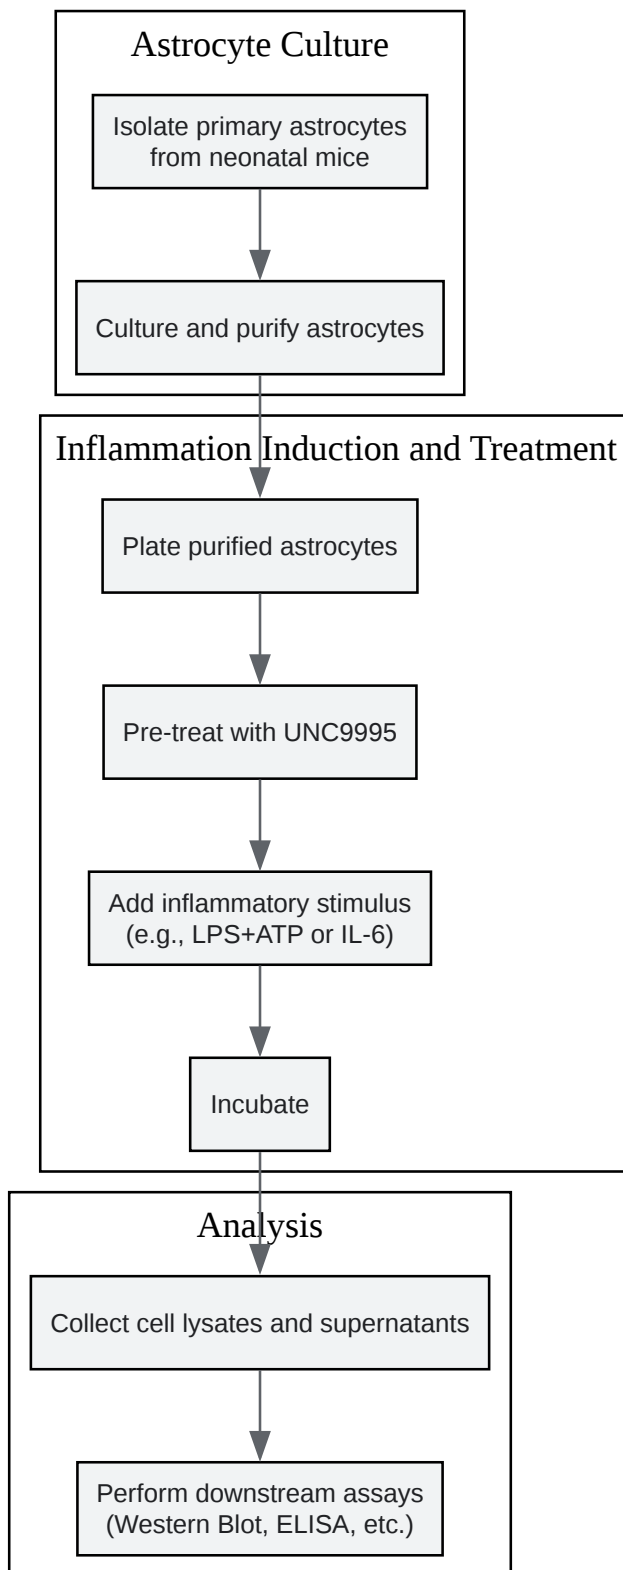 Astrocyte Culture
Isolate primary astrocytes
from neonatal mice
Culture and purify astrocytes
Inflammation Induction and Treatment
Plate purified astrocytes
Pre-treat with UNC9995
Add inflammatory stimulus
(e.g., LPS+ATP or IL-6)
Incubate
Analysis
Collect cell lysates and supernatants
Perform downstream assays
(Western Blot, ELISA, etc.)